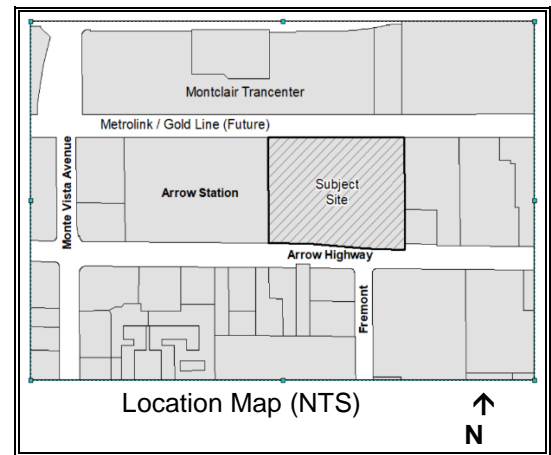 Montclair Trancenter
Metrolink / Gold Line (Future)
Monte Vista Avenue
Arrow Station
Subject
Site
Arrow Highway
Fremont
Location Map (NTS)
N